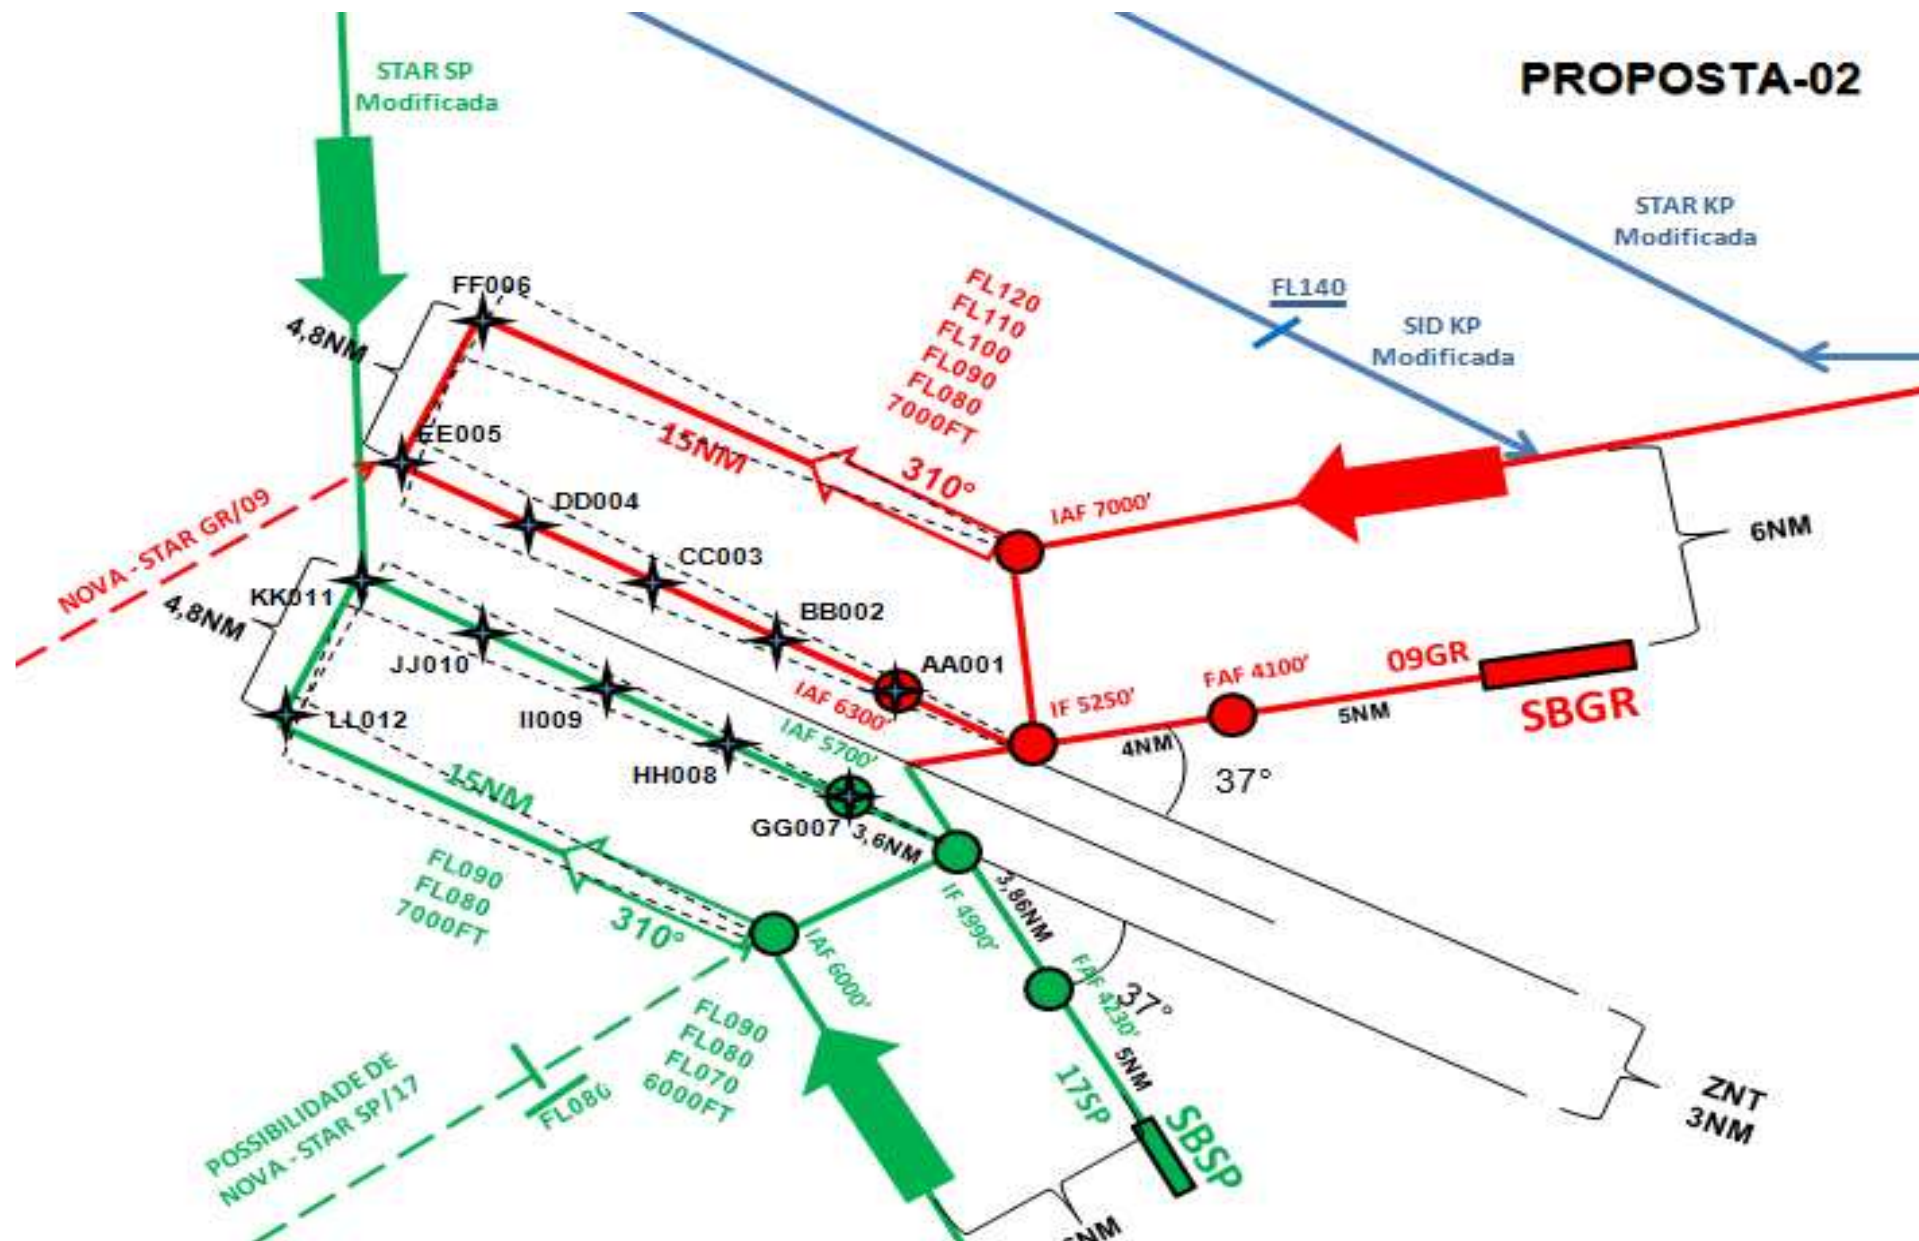 PROPOSTA-02
STAR SP
Modificada
STAR KP
Modificada
FL140
SID KP
Modificada
FF006
4,8NM
FL120
FL110
FL100
FL090
FL080
7000FT
EE005
15NM
310°
IAF 7000'
6NM
NOVA - STAR GR/09
DD004
CC003
KK011
4,8NM
BB002
JJ010
AA001
IAF 6300'
II009
LL012
IAF 5700'
HH008
GG007
3,6NM
IF 5250'
FAF 4100'
09GR
SBGR
5NM
4NM
37°
15NM
FL090
FL080
7000FT
310°
IAF 6000'
IF 4990'
3,86NM
FAF 4230'
37°
5NM
17SP
SBSP
FL090
FL080
FL070
6000FT
POSSIBILIDADE DE
NOVA - STAR SP/17
FL080
ZNT
3NM